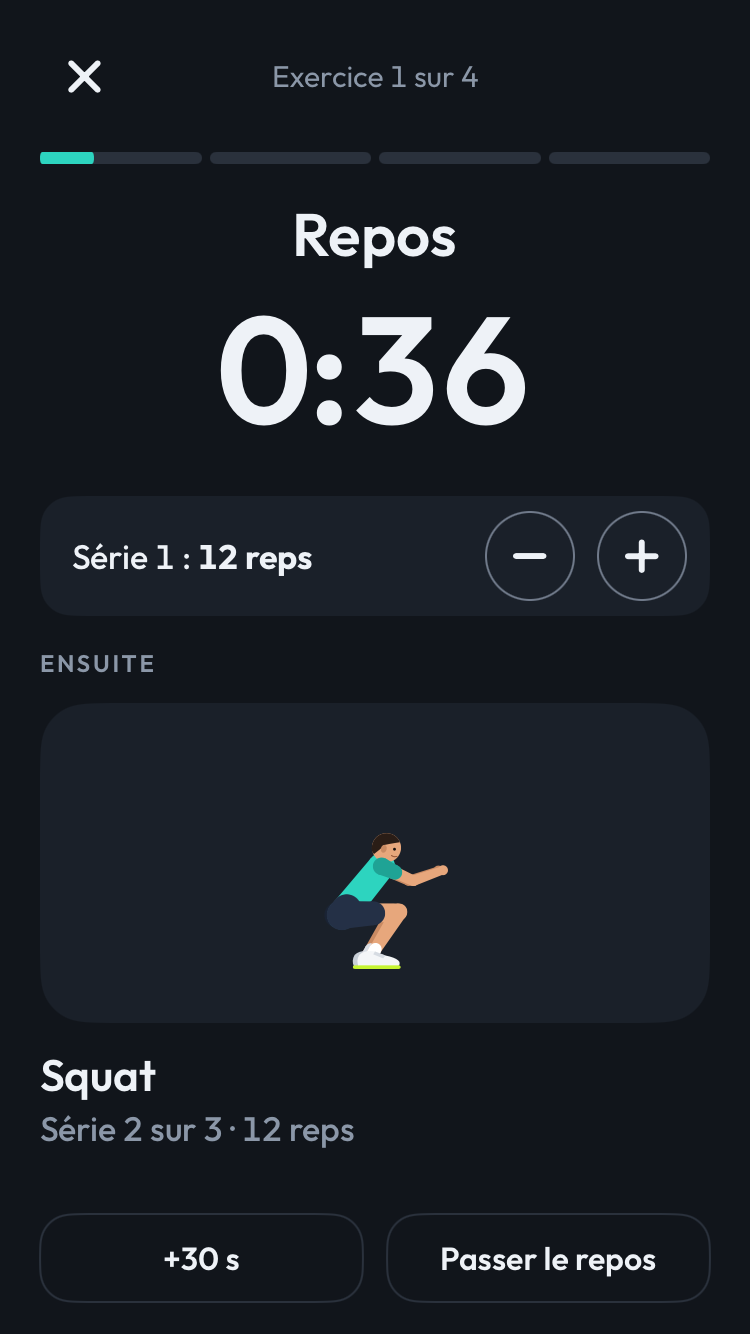 Exercice 1 sur 4
Repos
0:36
Série 1 : 12 reps
ENSUITE
Squat
Série 2 sur 3 · 12 reps
+30 s
Passer le repos